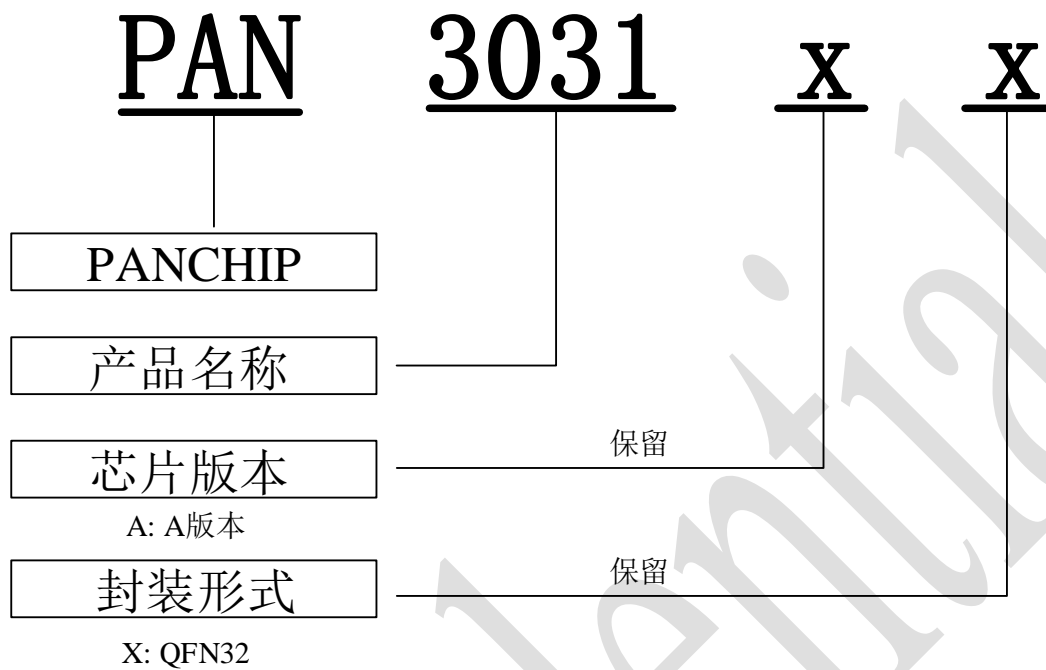 PAN 3031 x x
PANCHIP
产品名称
保留
芯片版本
A: A版本
保留
封装形式
X: QFN32